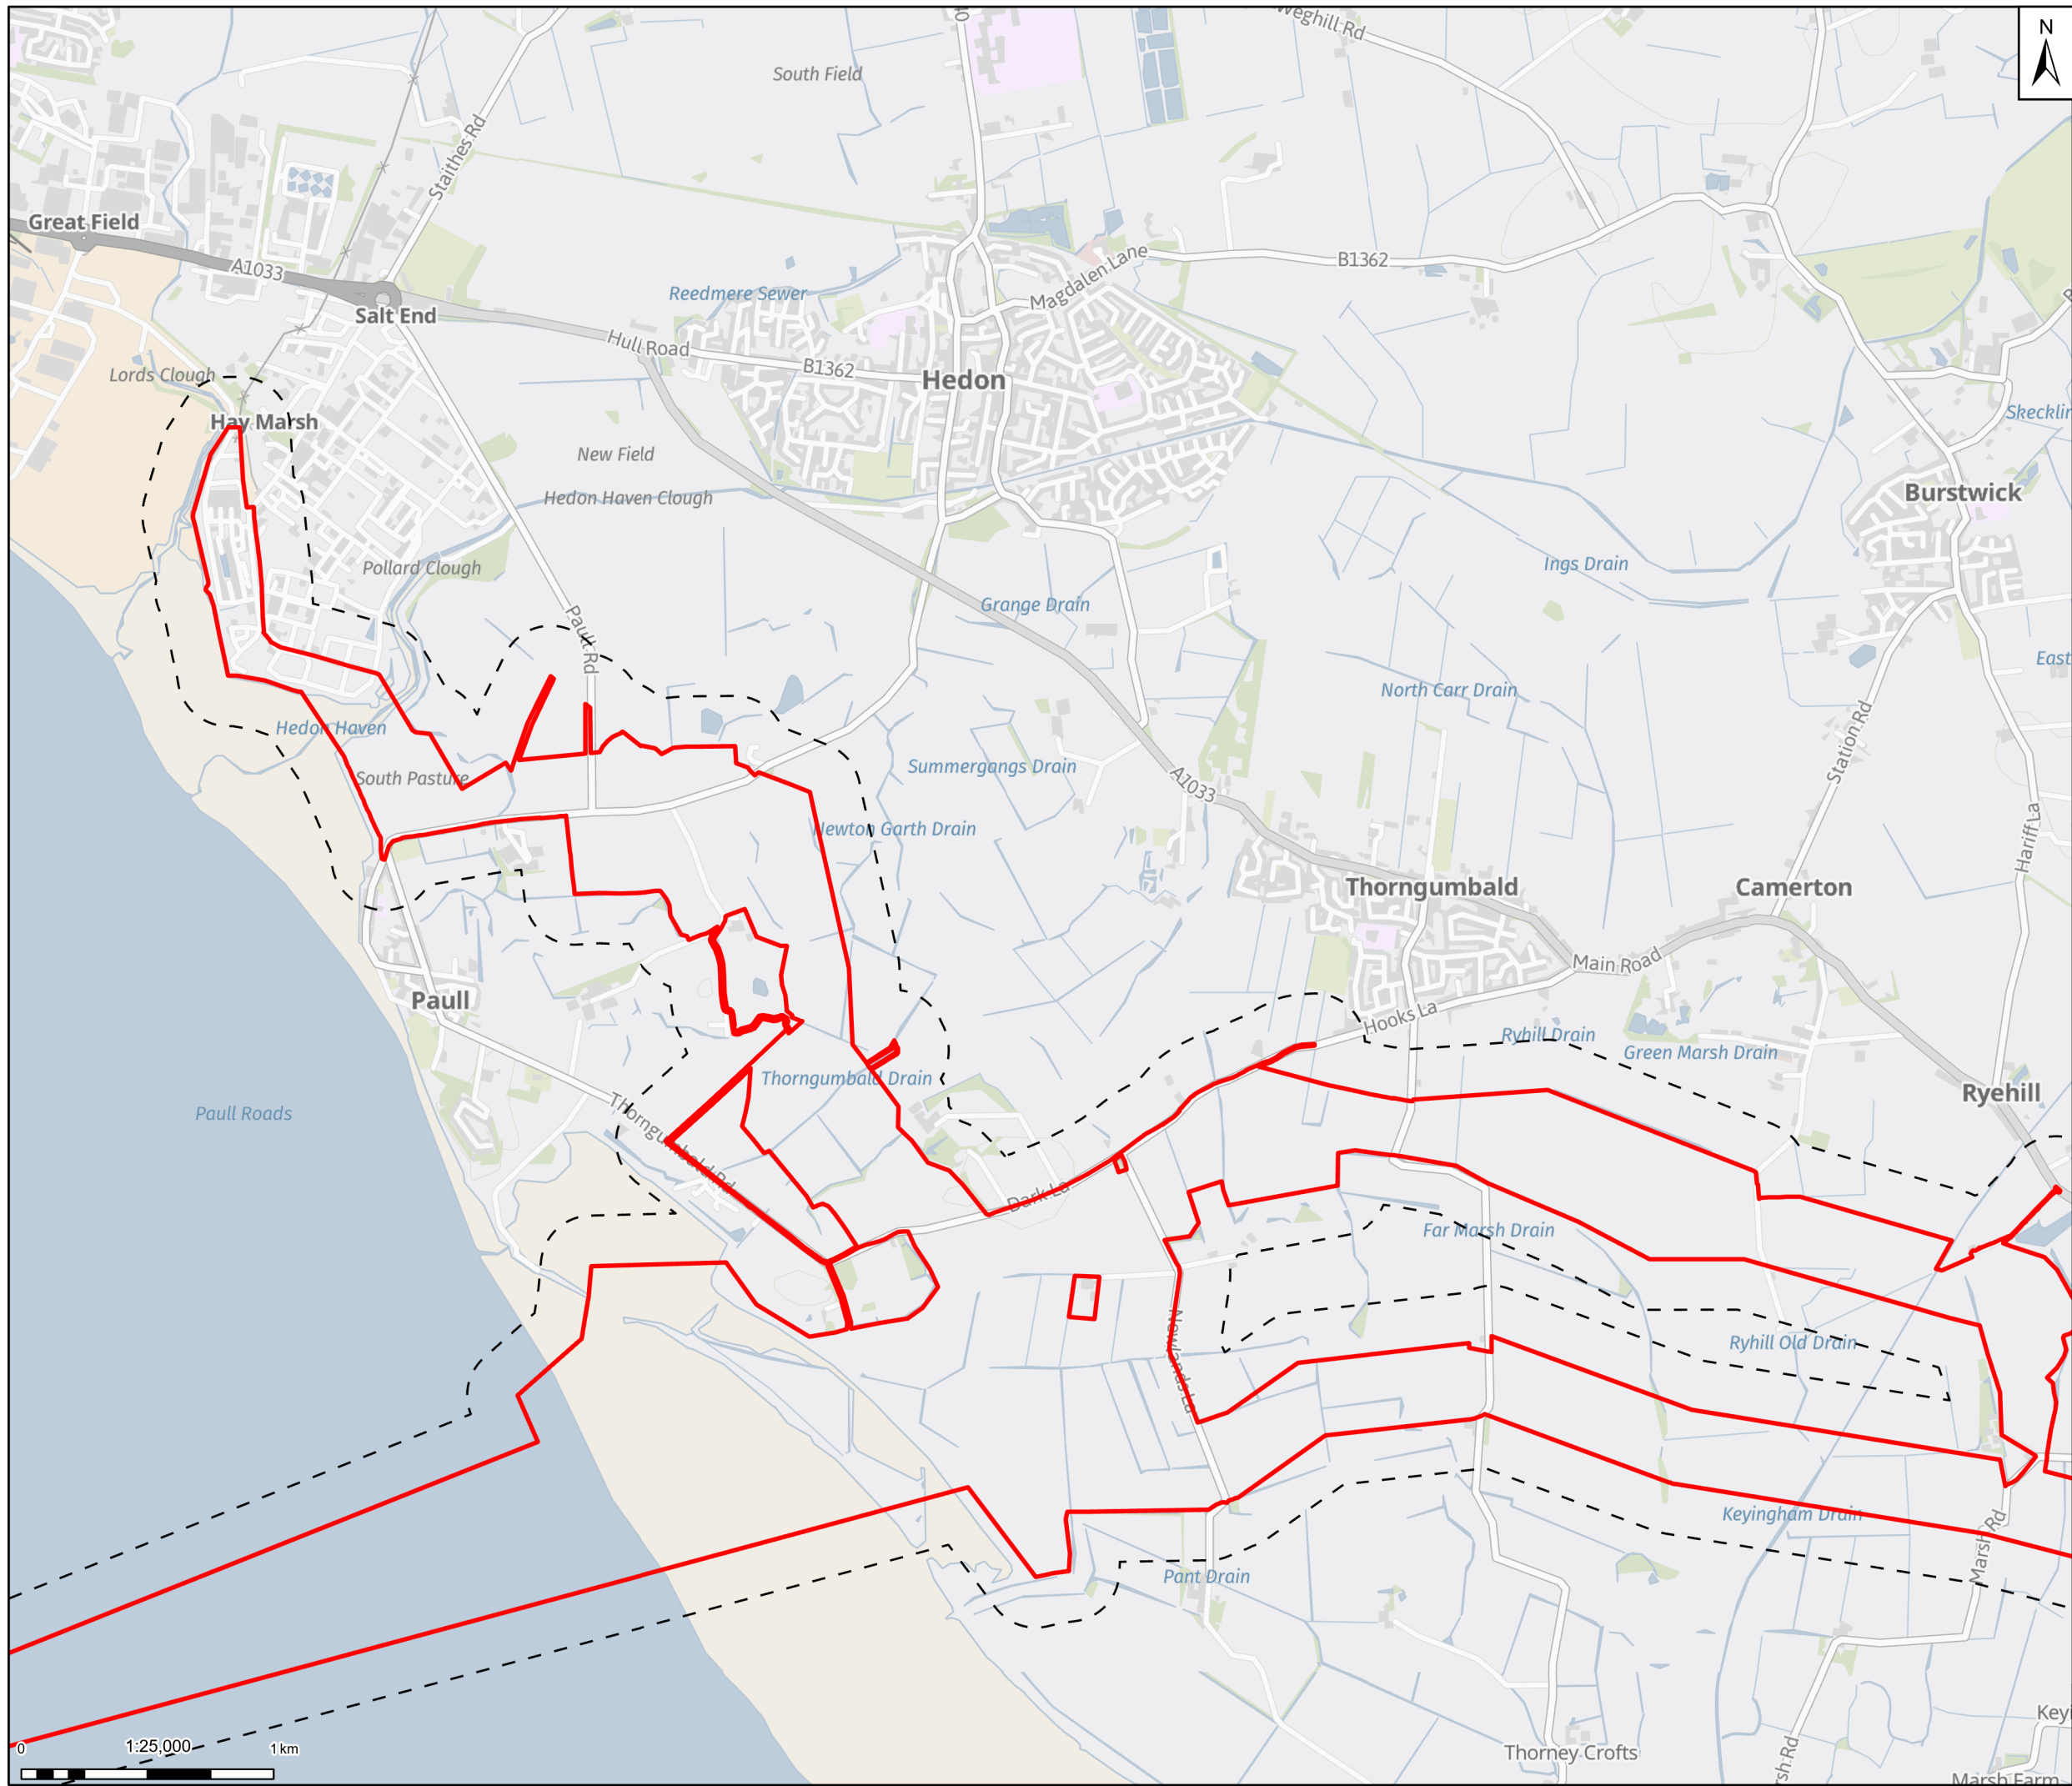 Weghill Rd
N
South Field
Staithes Rd
Great Field
A1033
Magdalen Lane
B1362
Reedmere Sewer
Salt End
Hull Road
B1362
Lords Clough
Hedon
Skecklin
Hay Marsh
New Field
Hedon Haven Clough
Burstwick
Pollard Clough
Ings Drain
Grange Drain
Paull Rd
East
North Carr Drain
Hedon Haven
Station Rd
South Pasture
Summergangs Drain
A1033
Newton Garth Drain
Hariff La
Thorngumbald
Camerton
Main Road
Paull
Hooks La
Ryhill Drain
Green Marsh Drain
Thorngumbald Drain
Ryehill
Paull Roads
Thorngumbald Rd
Dark La
Far Marsh Drain
Newlands La
Ryhill Old Drain
Keyingham Drain
Marsh Rd
Pant Drain
Keyi
0
1:25,000
1 km
Thorney Crofts
rsh Rd
Marsh Farm